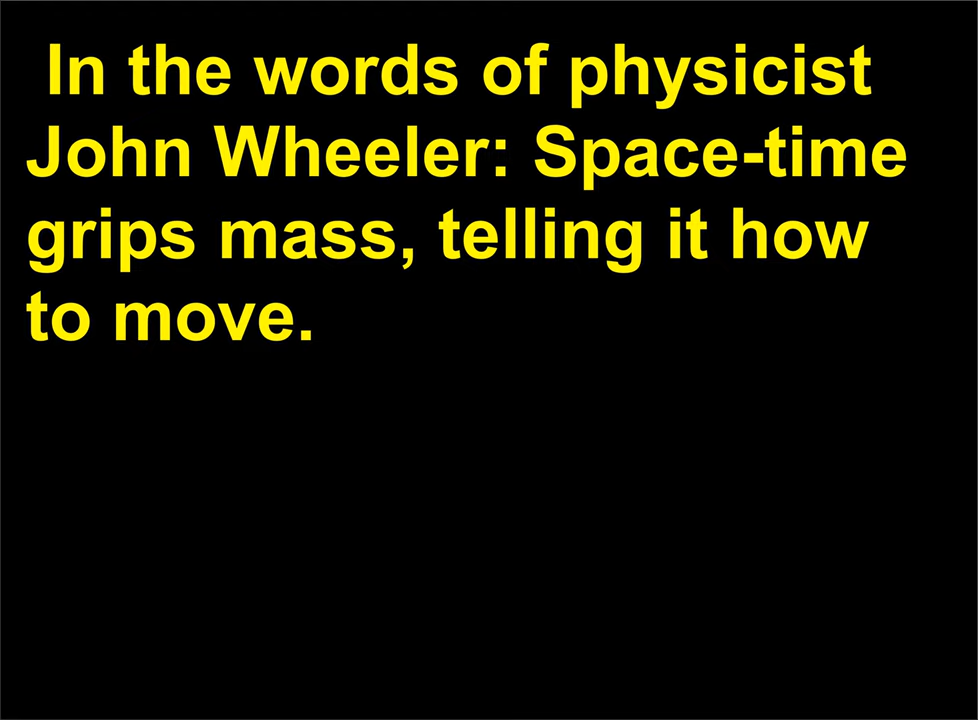 In the words of physicist
John Wheeler: Space-time
grips mass, telling it how
to move.